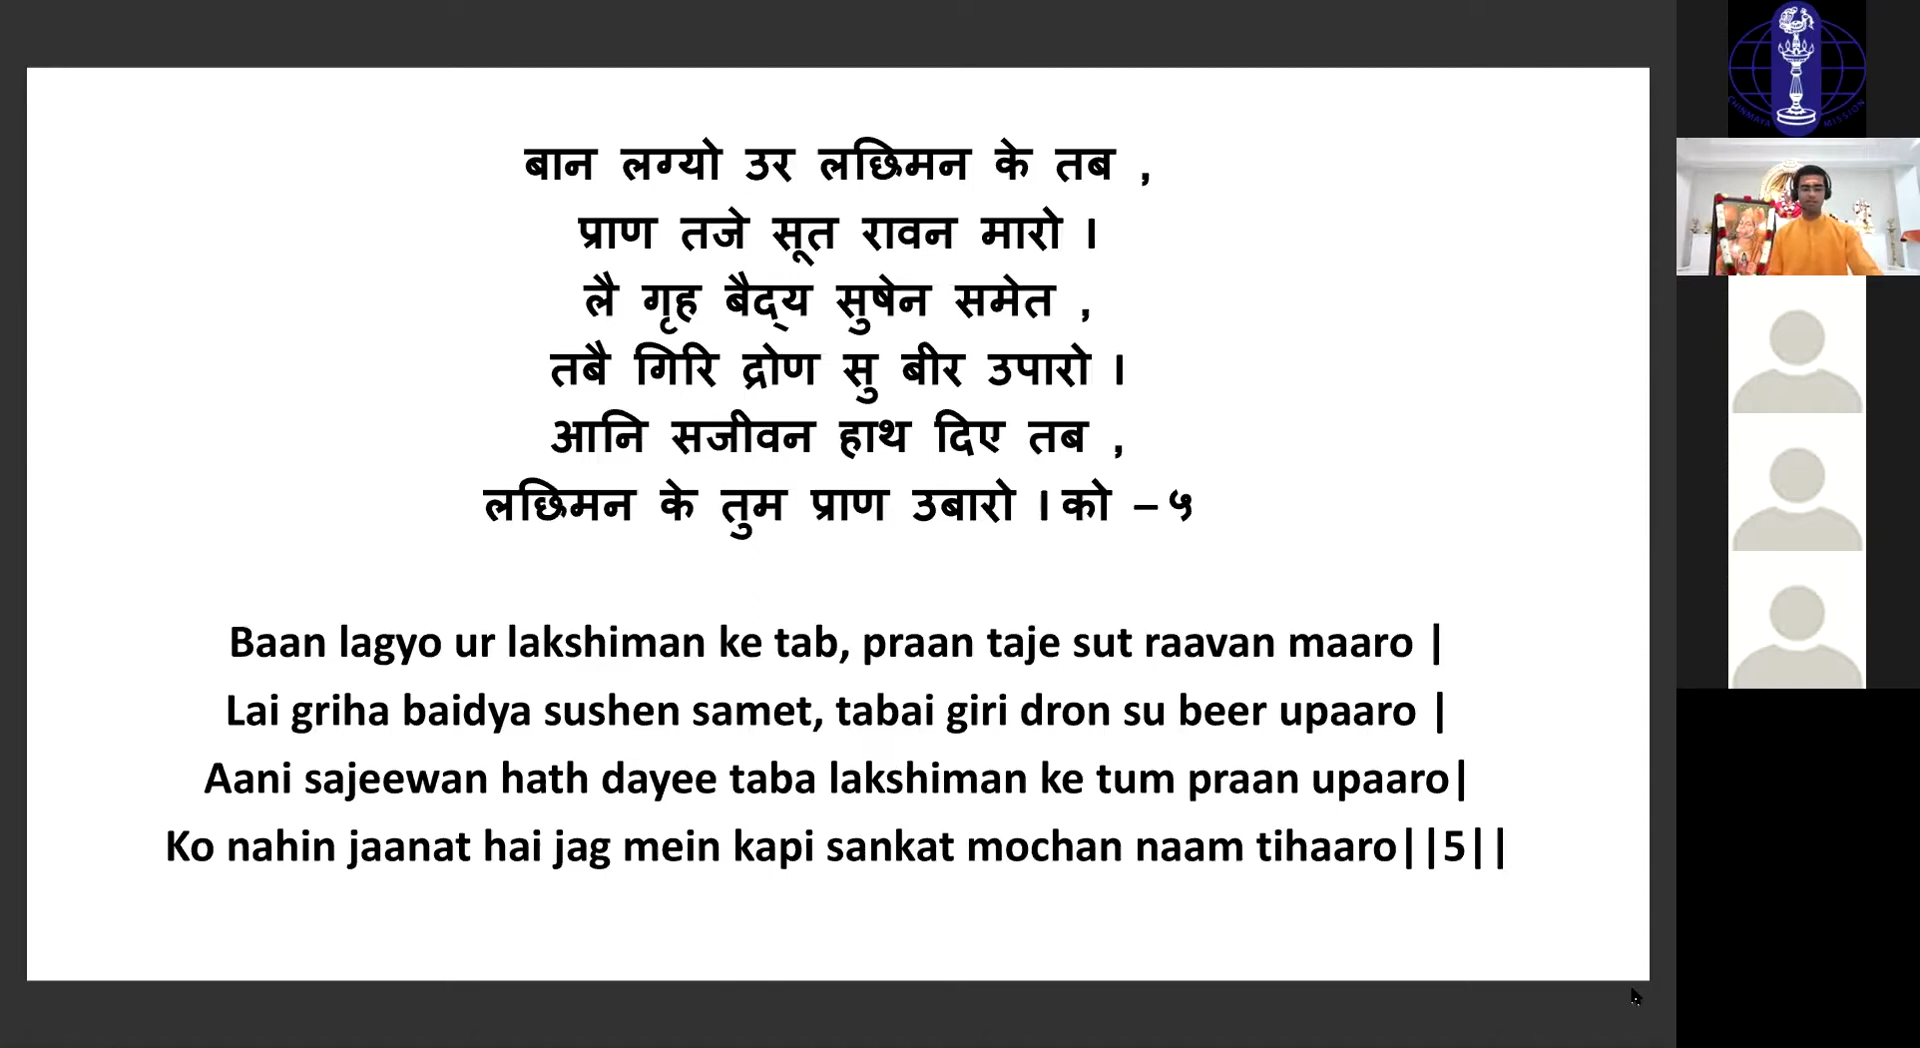 बान लग्यो उर लछिमन के तब ,
प्राण तजे सूत रावन मारो ।
लै गृह बैद्य सुषेन समेत ,
तबै गिरि द्रोण सु बीर उपारो ।
आनि सजीवन हाथ दिए तब ,
लछिमन के तुम प्राण उबारो । को – ५
Baan lagyo ur lakshiman ke tab, praan taje sut raavan maaro |
Lai griha baidya sushen samet, tabai giri dron su beer upaaro |
Aani sajeewan hath dayee taba lakshiman ke tum praan upaaro|
Ko nahin jaanat hai jag mein kapi sankat mochan naam tihaaro||5||
CHINMAYA MISSION